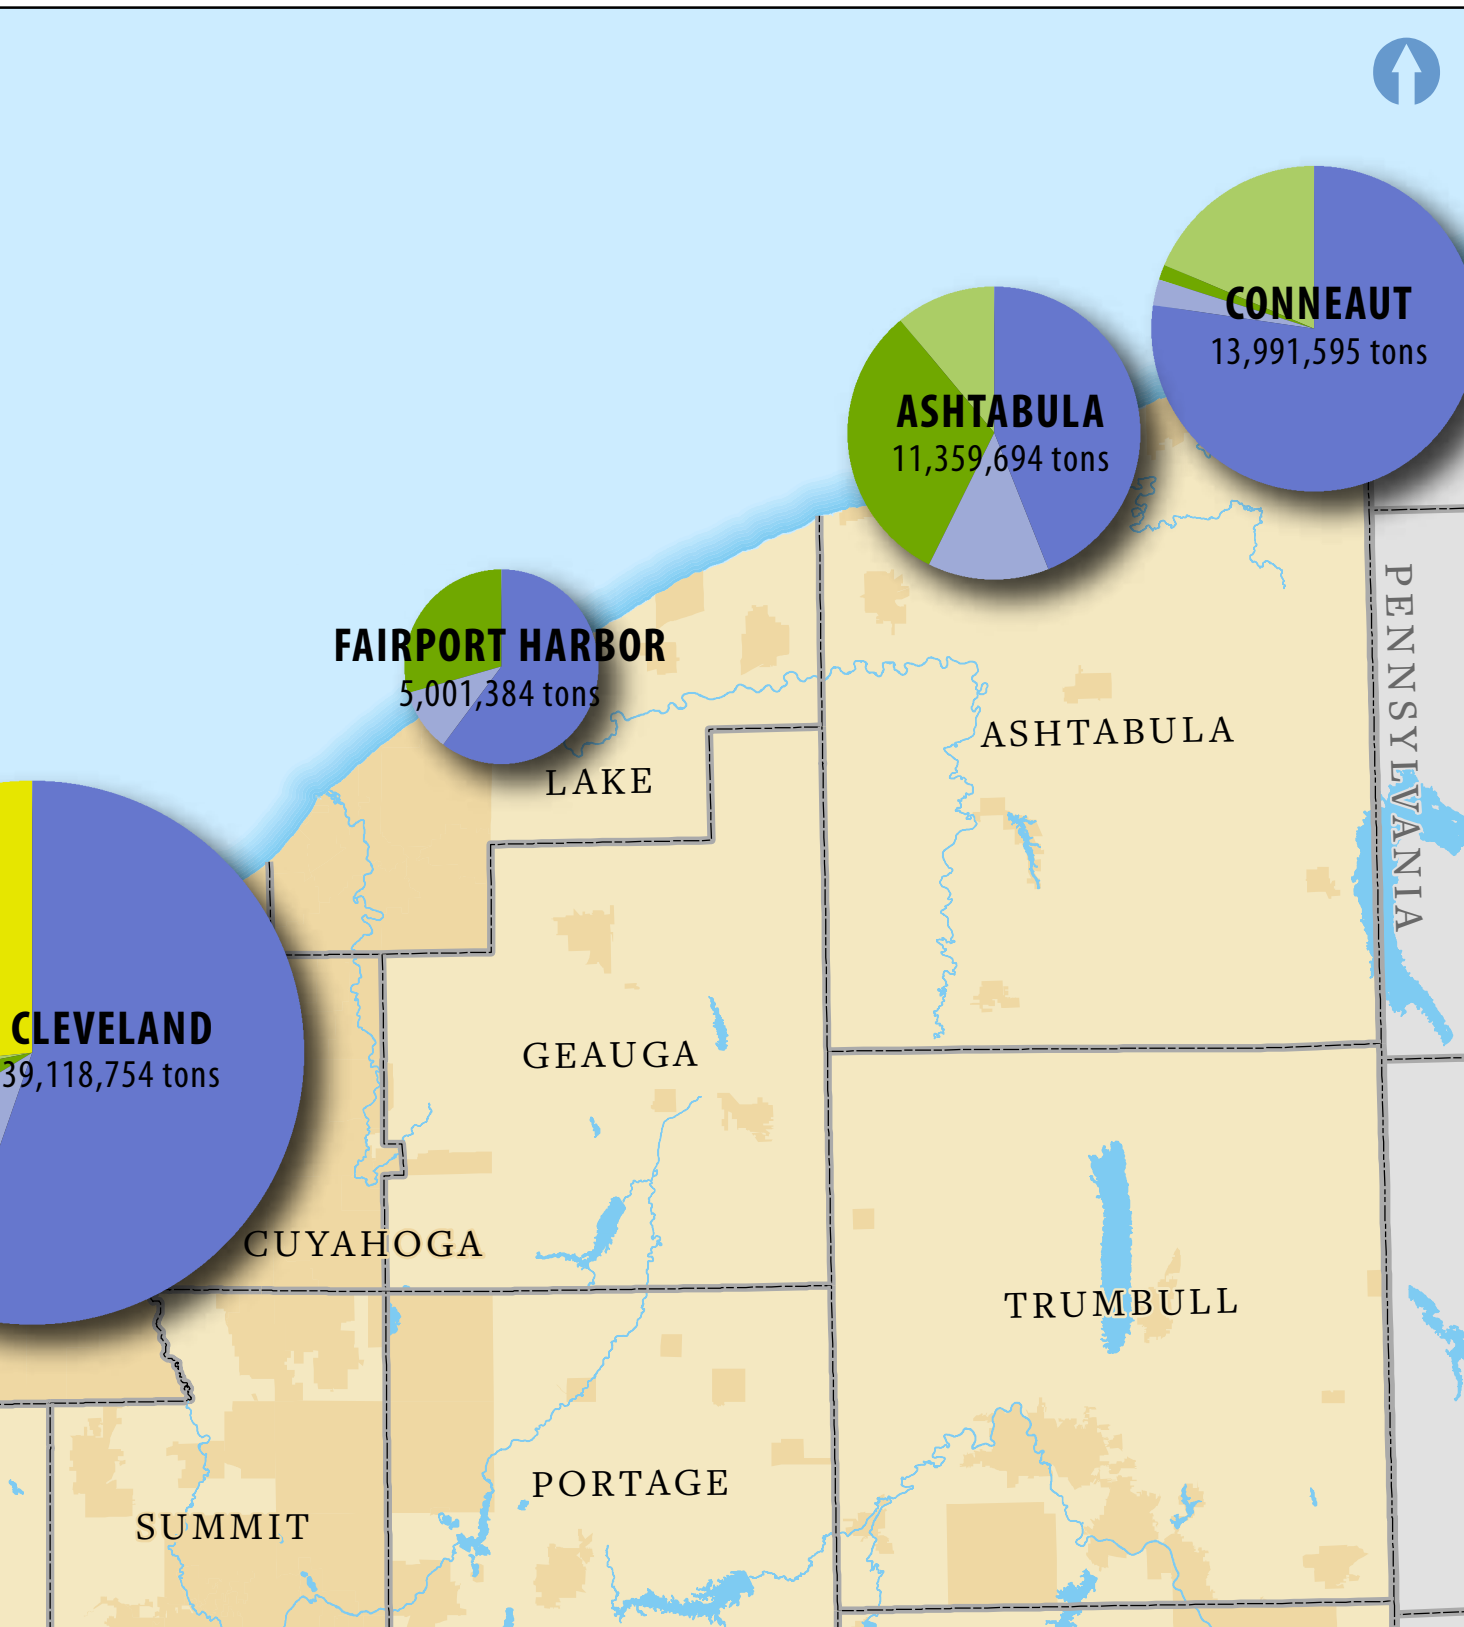 CONNEAUT
13,991,595 tons
ASHTABULA
11,359,694 tons
FAIRPORT HARBOR
5,001,384 tons
PENNSYLVANIA
ASHTABULA
LAKE
CLEVELAND
39,118,754 tons
GEAUGA
CUYAHOGA
TRUMBULL
PORTAGE
SUMMIT